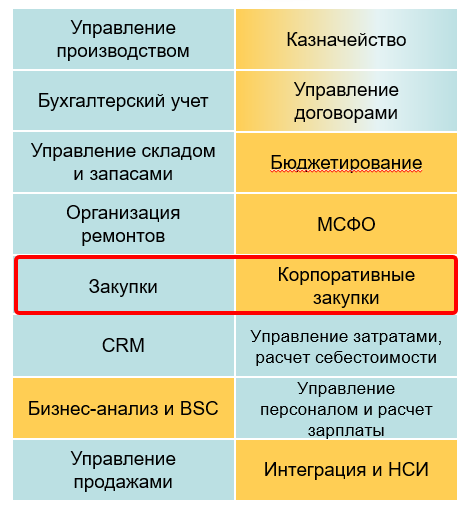 Управление
производством
Казначейство
Бухгалтерский учет
Управление
договорами
Управление складом
и запасами
Бюджетирование
Организация
ремонтов
МСФО
Закупки
Корпоративные
закупки
CRM
Управление затратами,
расчет себестоимости
Бизнес-анализ и BSC
Управление
персоналом и расчет
зарплаты
Управление
продажами
Интеграция и НСИ